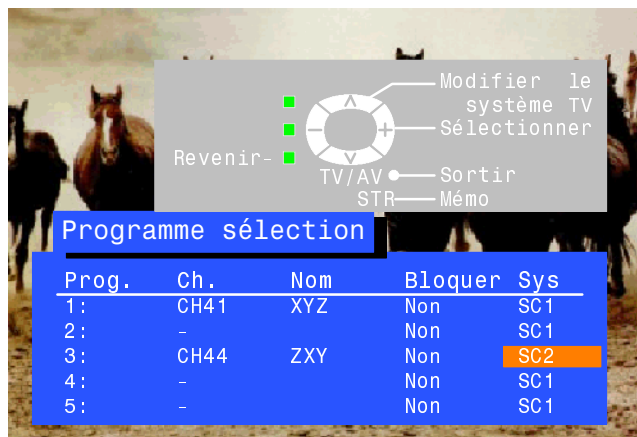 Modifier le
système TV
Sélectionner
Revenir-
TV/AV Sortir
STR Mémo
Programme sélection
Prog. Ch. Nom Bloquer Sys
1: CH41 XYZ Non SC1
2: - Non SC1
3: CH44 ZXY Non SC2
4: - Non SC1
5: - Non SC1